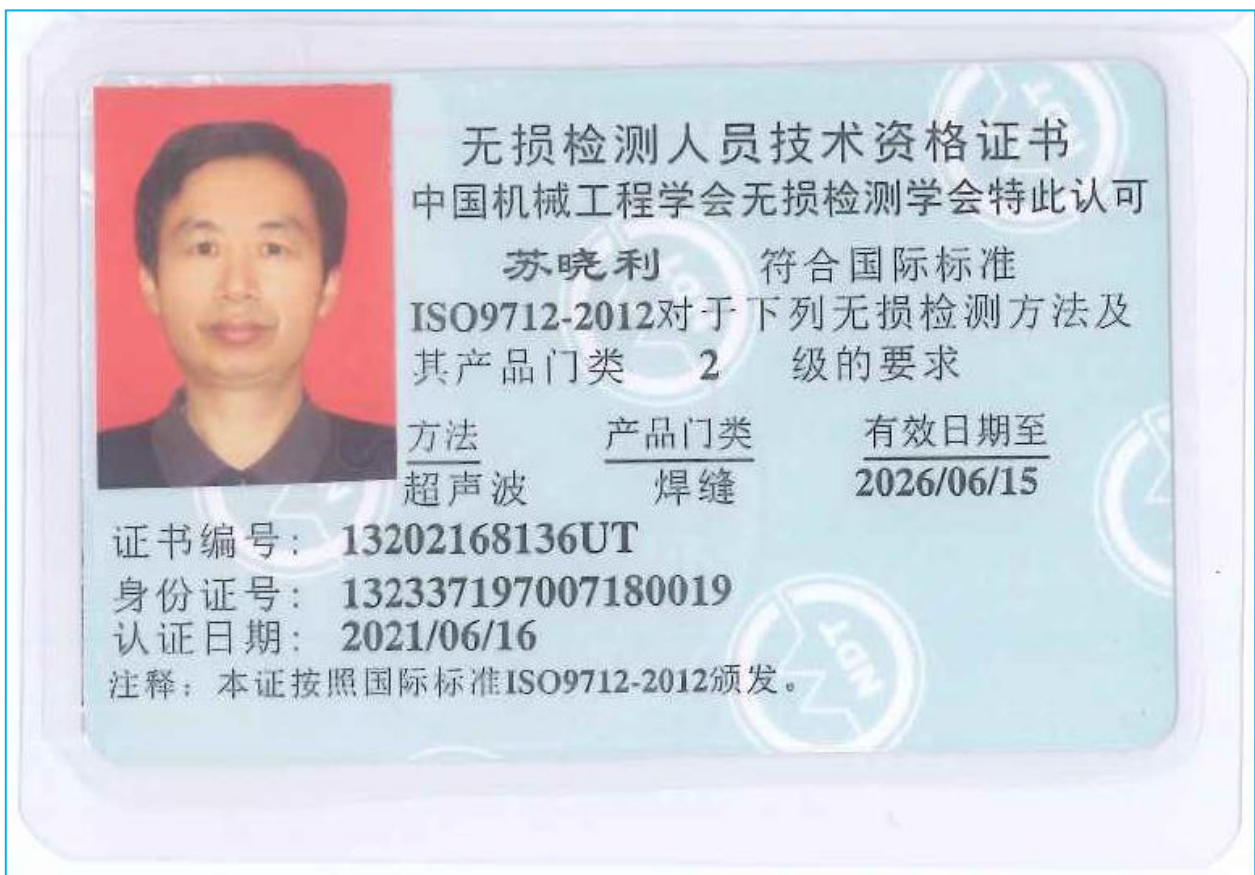 无损检测人员技术资格证书
中国机械工程学会无损检测学会特此认可
苏晓利 符合国际标准
ISO9712-2012对于下列无损检测方法及
其产品门类 2 级的要求
方法 产品门类 有效日期至
超声波 焊缝 2026/06/15
证书编号: 13202168136UT
身份证号: 132337197007180019
认证日期: 2021/06/16
注释: 本证按照国际标准ISO9712-2012颁发。
NDT